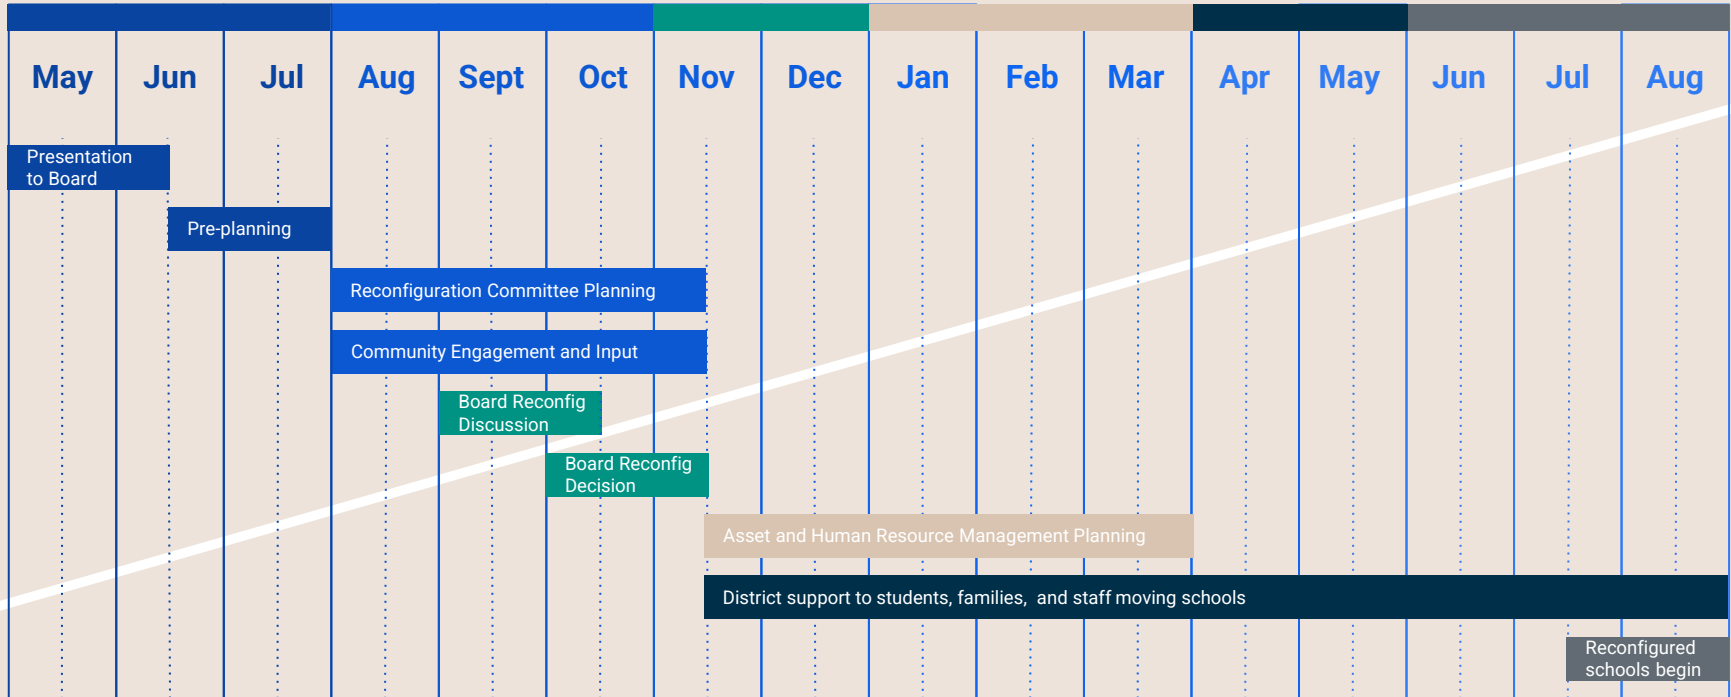 May Jun Jul Aug Sept Oct Nov Dec Jan Feb Mar Apr May Jun Jul Aug
Presentation
to Board
Pre-planning
Reconfiguration Committee Planning
Community Engagement and Input
Board Reconfig
Discussion
Board Reconfig
Decision
Asset and Human Resource Management Planning
District support to students, families, and staff moving schools
Reconfigured
schools begin